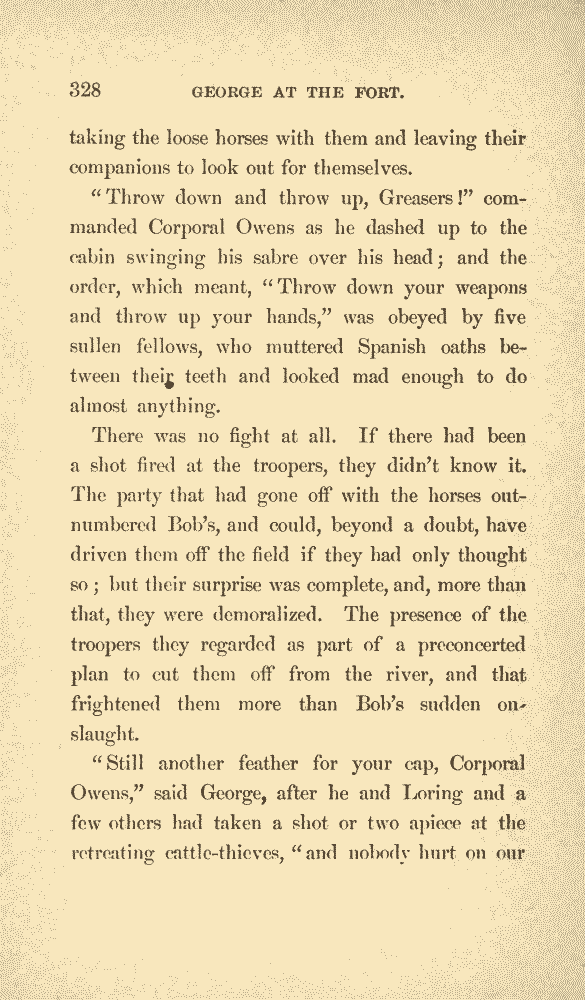 328 GEORGE AT THE FORT.
taking the loose horses with them and leaving their
companions to look out for themselves.
“Throw down and throw up, Greasers!” com-
manded Corporal Owens as he dashed up to the
cabin swinging his sabre over his head; and the
order, which meant, “Throw down your weapons
and throw up your hands,” was obeyed by five
sullen fellows, who muttered Spanish oaths be-
tween their teeth and looked mad enough to do
almost anything.
There was no fight at all. If there had been
a shot fired at the troopers, they didn’t know it.
The party that had gone off with the horses out-
numbered Bob’s, and could, beyond a doubt, have
driven them off the field if they had only thought
so; but their surprise was complete, and, more than
that, they were demoralized. The presence of the
troopers they regarded as part of a preconcerted
plan to cut them off from the river, and that
frightened them more than Bob’s sudden on-
slaught.
“Still another feather for your cap, Corporal
Owens,” said George, after he and Loring and a
few others had taken a shot or two apiece at the
retreating cattle-thieves, “and nobody hurt on our